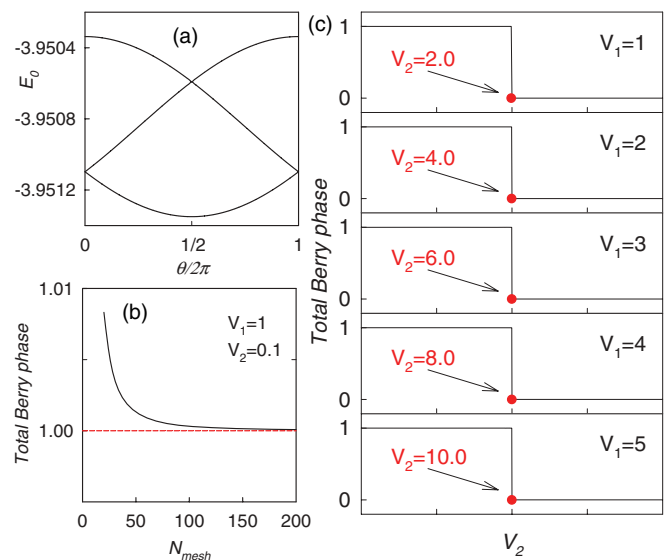 (a)
E0
-3.9504
-3.9508
-3.9512
0
1/2
1
θ/2π
(b)
Total Berry phase
1.01
1.00
V1=1
V2=0.1
0
50
100
150
200
Nmesh
(c)
Total Berry phase
1
0
V2=2.0
V1=1
1
0
V2=4.0
V1=2
1
0
V2=6.0
V1=3
1
0
V2=8.0
V1=4
1
0
V2=10.0
V1=5
V2